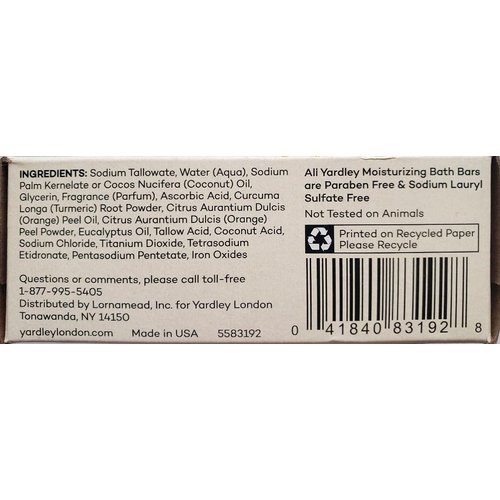 INGREDIENTS: Sodium Tallowate, Water (Aqua), Sodium
Palm Kernelate or Cocos Nucifera (Coconut) Oil,
Glycerin, Fragrance (Parfum), Ascorbic Acid, Curcuma
Longa (Turmeric) Root Powder, Citrus Aurantium Dulcis
(Orange) Peel Oil, Citrus Aurantium Dulcis (Orange)
Peel Powder, Eucalyptus Oil, Tallow Acid, Coconut Acid,
Sodium Chloride, Titanium Dioxide, Tetrasodium
Etidronate, Pentasodium Pentetate, Iron Oxides
Questions or comments, please call toll-free
1-877-995-5405
Distributed by Lornamead, Inc. for Yardley London
Tonawanda, NY 14150
yardleylondon.com Made in USA 5583192
All Yardley Moisturizing Bath Bars
are Paraben Free & Sodium Lauryl
Sulfate Free
Not Tested on Animals
Printed on Recycled Paper
Please Recycle
0 41840 83192 8